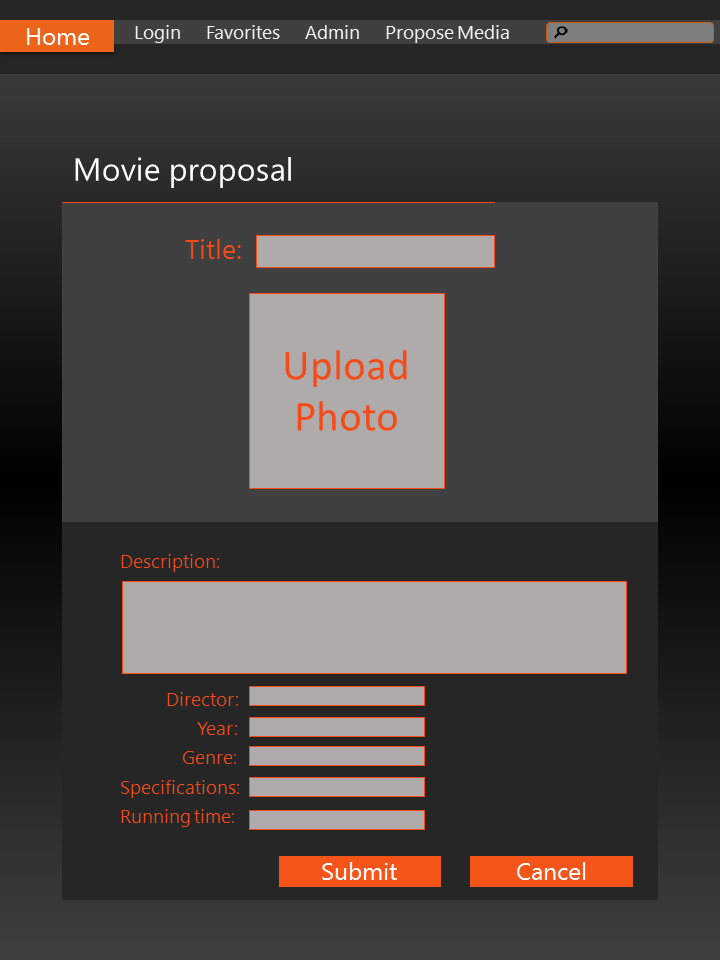 Home Login Favorites Admin Propose Media
Movie proposal
Title:
Upload
Photo
Description:
Director:
Year:
Genre:
Specifications:
Running time:
Submit Cancel